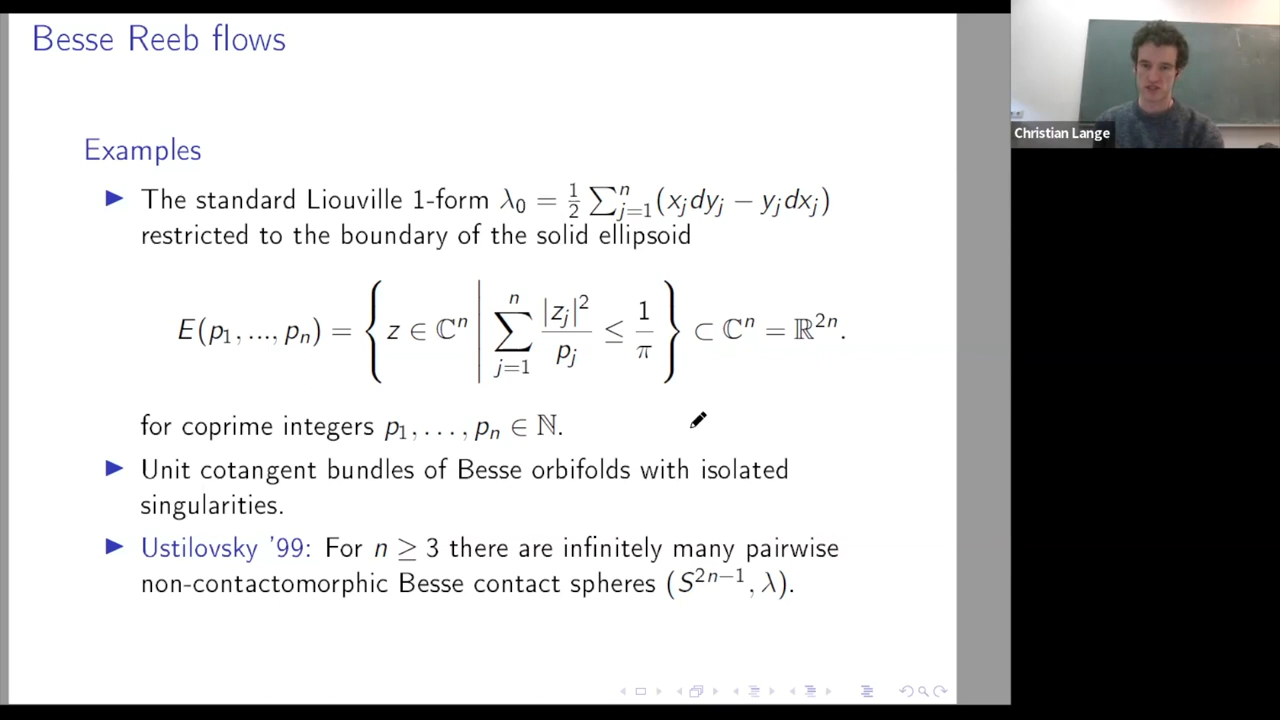 Besse Reeb flows
Christian Lange
Examples
▶ The standard Liouville 1-form λ₀ = ½ ∑ⁿⱼ₌₁(xⱼdyⱼ − yⱼdxⱼ)
restricted to the boundary of the solid ellipsoid
E(p₁, ..., pₙ) = { z ∈ ℂⁿ | ∑ⁿⱼ₌₁ |zⱼ|²/pⱼ ≤ 1/π } ⊂ ℂⁿ = ℝ²ⁿ.
for coprime integers p₁, . . . , pₙ ∈ ℕ.
▶ Unit cotangent bundles of Besse orbifolds with isolated
singularities.
▶ Ustilovsky '99: For n ≥ 3 there are infinitely many pairwise
non-contactomorphic Besse contact spheres (S²ⁿ⁻¹, λ).